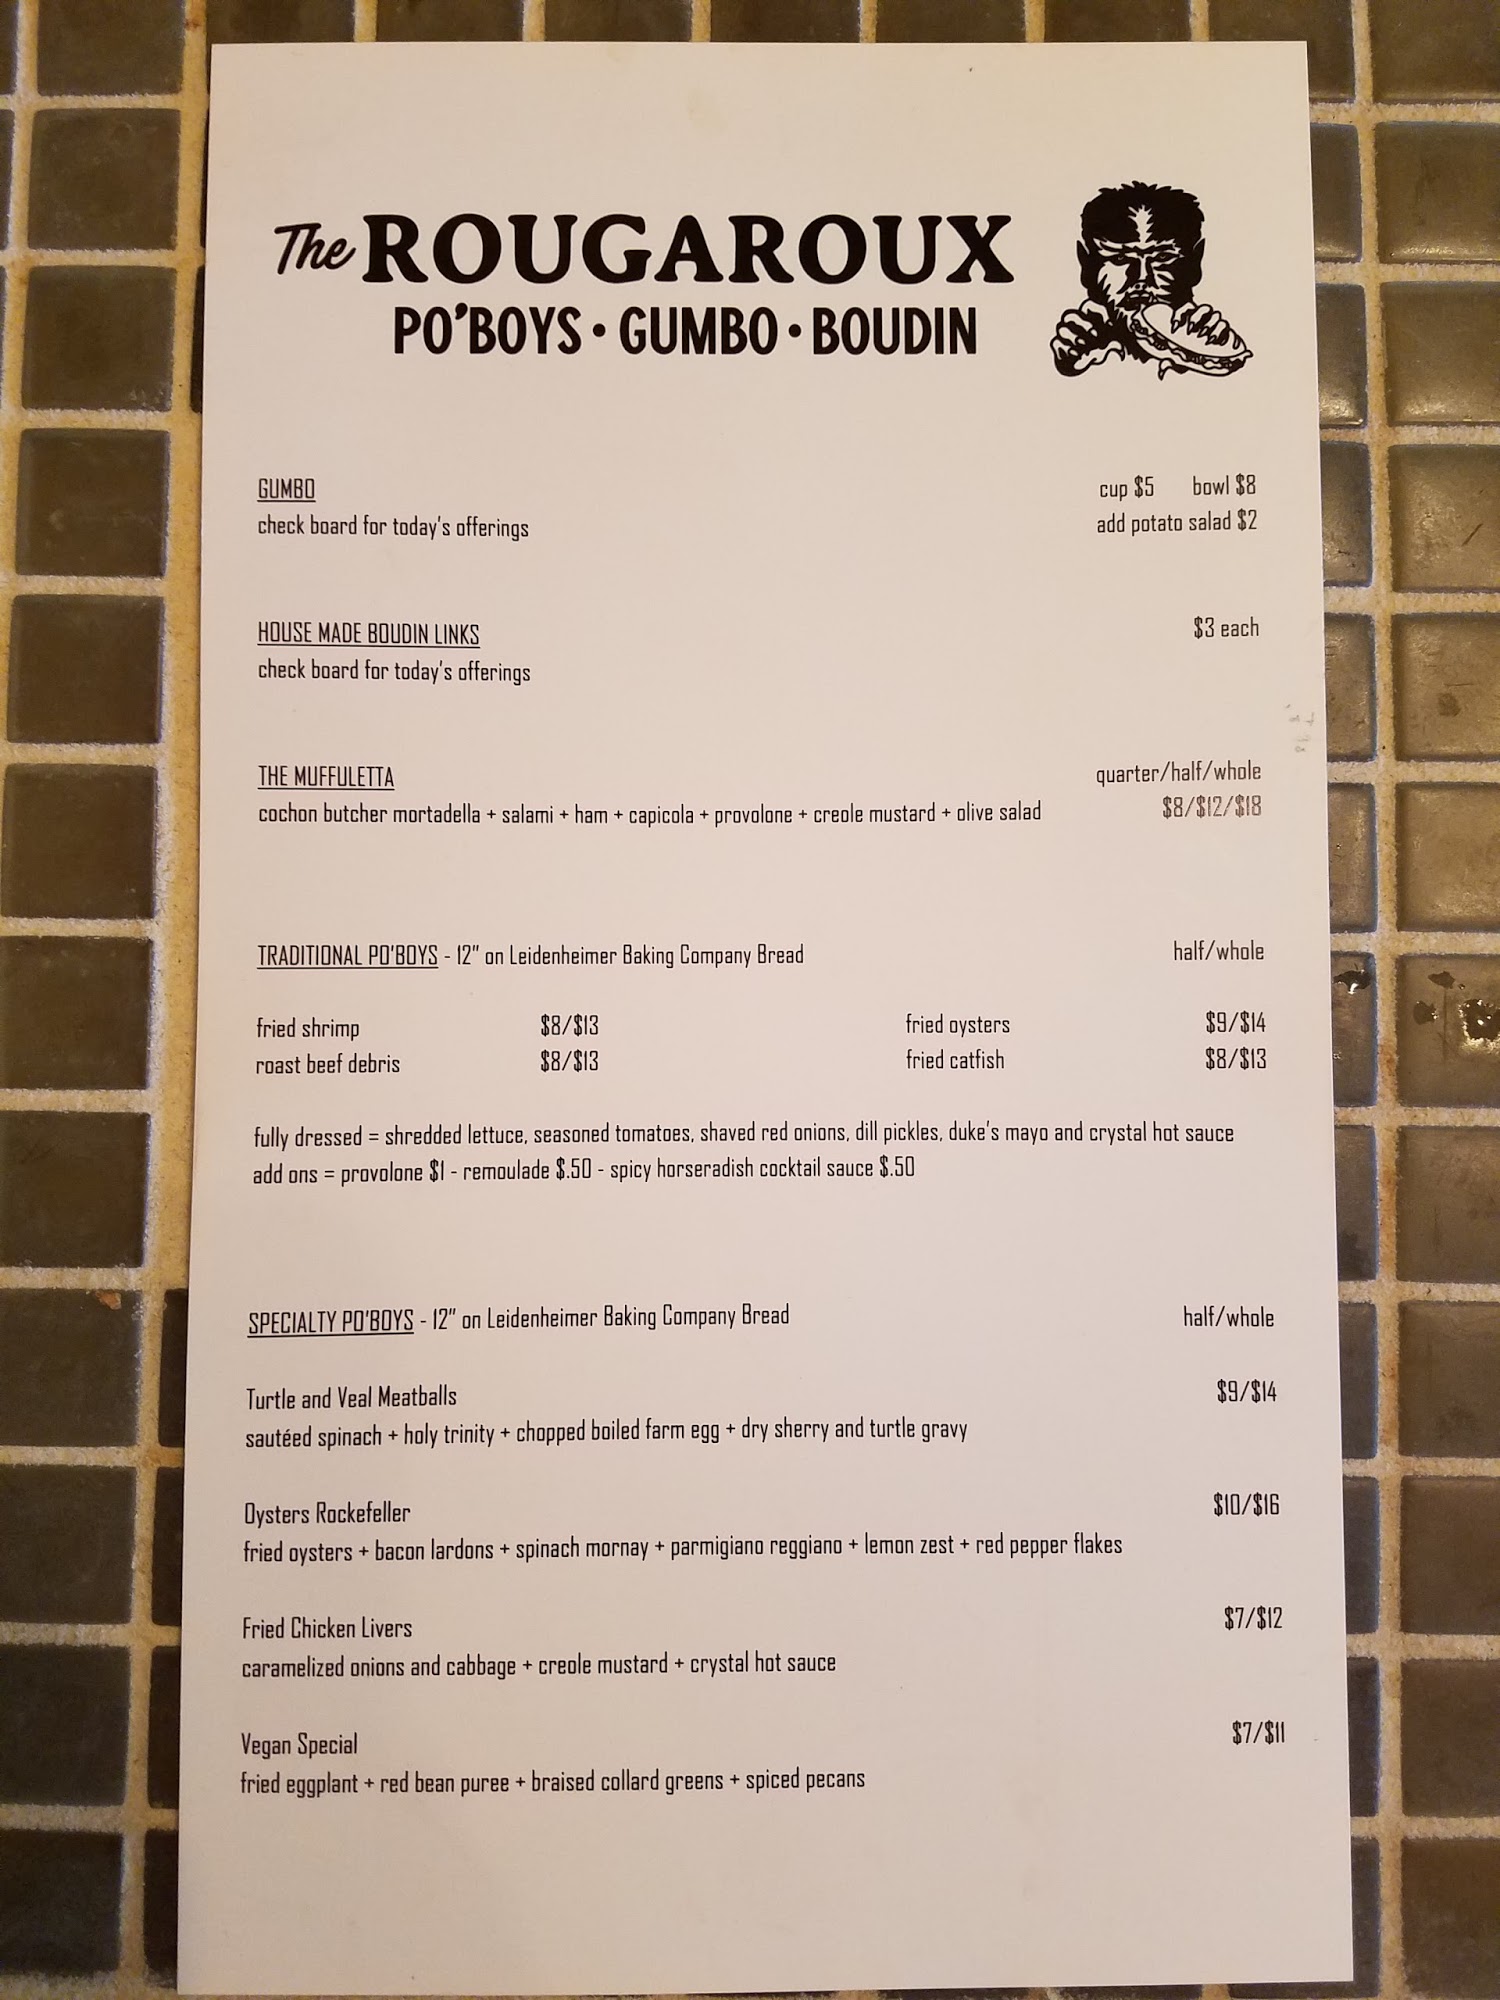 The ROUGAROUX
PO'BOYS • GUMBO • BOUDIN
GUMBO cup $5 bowl $8
check board for today's offerings add potato salad $2
HOUSE MADE BOUDIN LINKS $3 each
check board for today's offerings
THE MUFFULETTA quarter/half/whole
cochon butcher mortadella + salami + ham + capicola + provolone + creole mustard + olive salad $8/$12/$18
TRADITIONAL PO'BOYS - 12" on Leidenheimer Baking Company Bread half/whole
fried shrimp $8/$13 fried oysters $9/$14
roast beef debris $8/$13 fried catfish $8/$13
fully dressed = shredded lettuce, seasoned tomatoes, shaved red onions, dill pickles, duke's mayo and crystal hot sauce
add ons = provolone $1 - remoulade $.50 - spicy horseradish cocktail sauce $.50
SPECIALTY PO'BOYS - 12" on Leidenheimer Baking Company Bread half/whole
Turtle and Veal Meatballs $9/$14
sautéed spinach + holy trinity + chopped boiled farm egg + dry sherry and turtle gravy
Oysters Rockefeller $10/$16
fried oysters + bacon lardons + spinach mornay + parmigiano reggiano + lemon zest + red pepper flakes
Fried Chicken Livers $7/$12
caramelized onions and cabbage + creole mustard + crystal hot sauce
Vegan Special $7/$11
fried eggplant + red bean puree + braised collard greens + spiced pecans